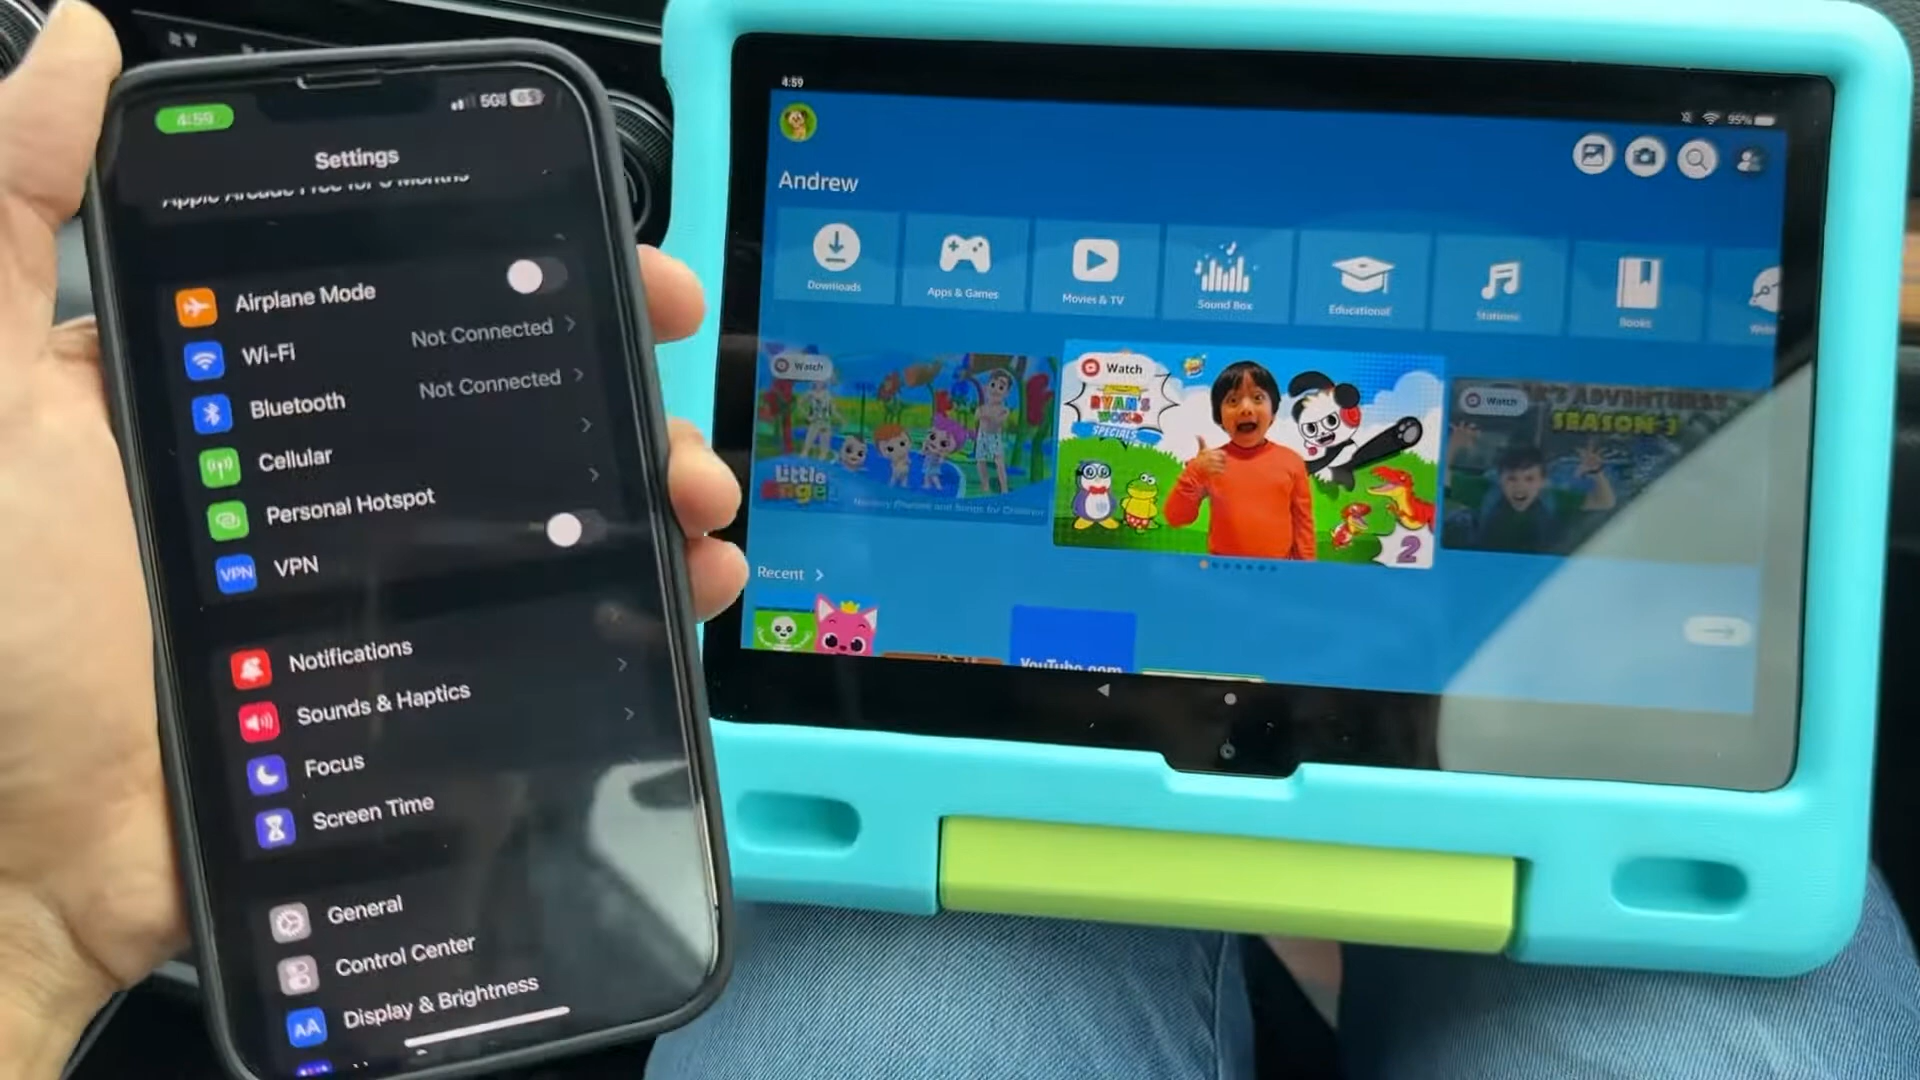 4:59
5G
Settings
Apple Arcade Free for 3 Months
Airplane Mode
Wi-Fi
Not Connected
Bluetooth
Not Connected
Cellular
Personal Hotspot
VPN
VPN
Notifications
Sounds & Haptics
Focus
Screen Time
General
Control Center
AA
Display & Brightness
4:59
95%
Andrew
Downloads
Apps & Games
Movies & TV
Sound Box
Educational
Stations
Books
Watch
Little
Angel
Nursery Rhymes and Songs for Children
Watch
RYAN'S
WORLD
SPECIALS
2
Watch
'S ADVENTURES
SEASON 3
Recent
YouTube.com